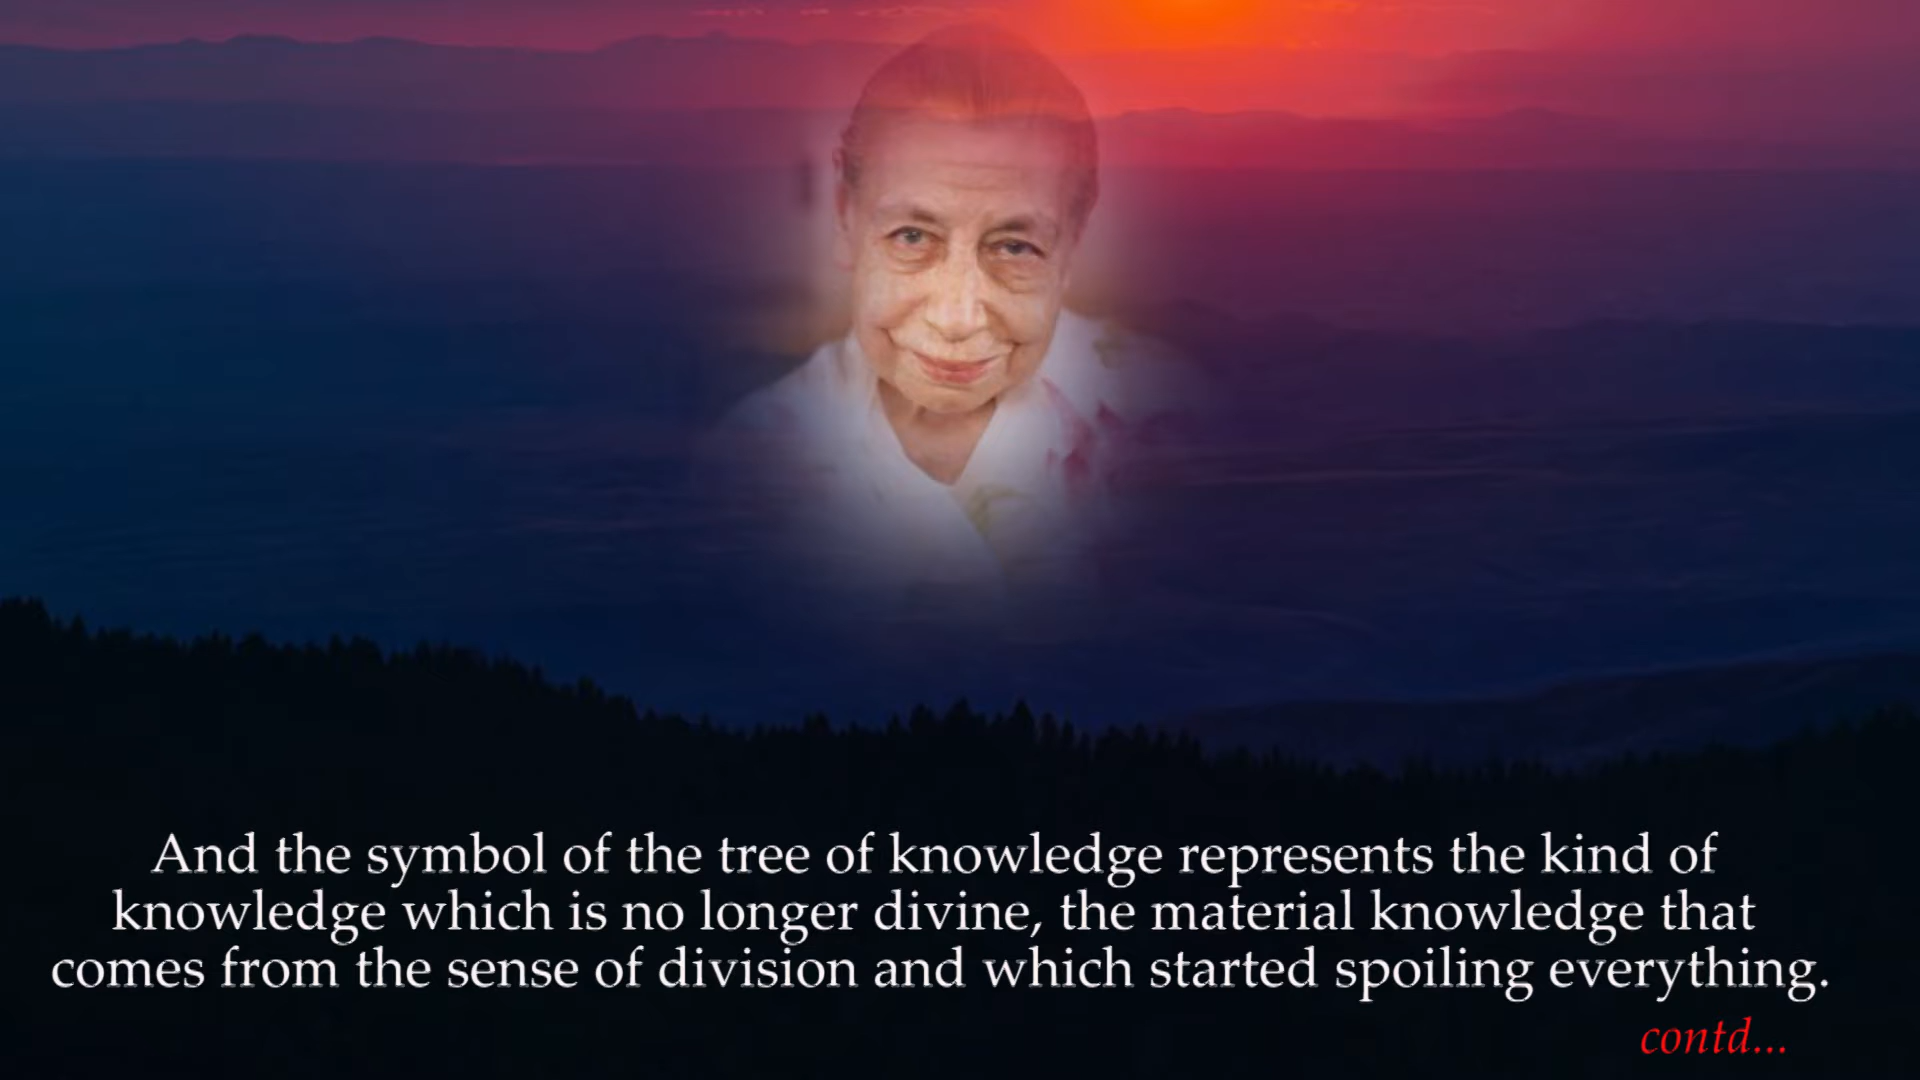 And the symbol of the tree of knowledge represents the kind of
knowledge which is no longer divine, the material knowledge that
comes from the sense of division and which started spoiling everything.
contd...